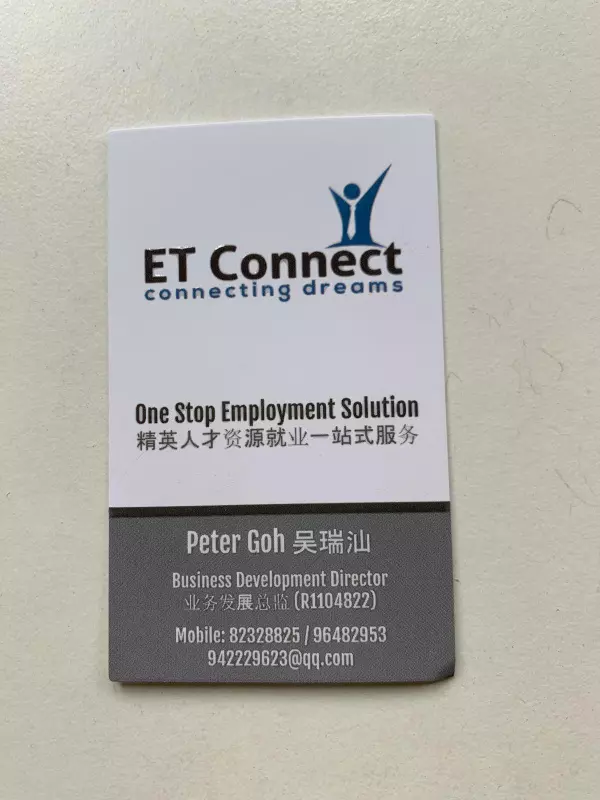 ET Connect
connecting dreams
One Stop Employment Solution
精英人才资源就业一站式服务
Peter Goh 吴瑞汕
Business Development Director
业务发展总监 (R1104822)
Mobile: 82328825 / 96482953
942229623@qq.com